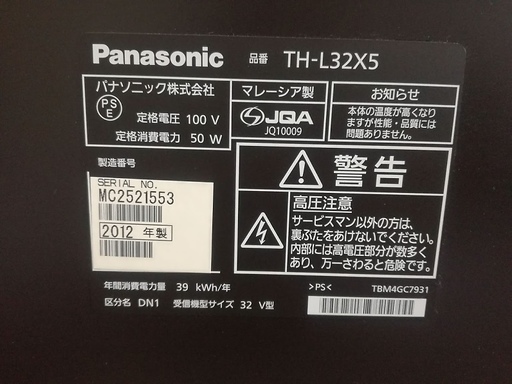 Panasonic 品番 TH-L32X5
パナソニック株式会社
PS
E
定格電圧 100 V
定格消費電力 50 W
マレーシア製
JQA
JQ10009
お知らせ
本体の温度が高くなり
ますが性能・品質には
問題ありません。
製造番号
SERIAL NO.
MC2521553
2012 年製
警告
高圧注意
サービスマン以外の方は、
裏ぶたをあけないでください。
内部には高電圧部分が数多く
あり、万一さわると危険です。
年間消費電力量 39 kWh/年
区分名 DN1 受信機型サイズ 32 V型
>PS<
TBM4GC7931